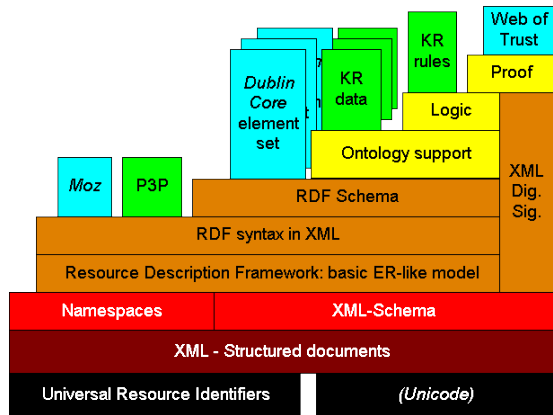 Web of
Trust
KR
rules
Proof
Dublin
Core
element
set
KR
data
Logic
Ontology support
XML
Dig.
Sig.
Moz
P3P
RDF Schema
RDF syntax in XML
Resource Description Framework: basic ER-like model
Namespaces
XML-Schema
XML - Structured documents
Universal Resource Identifiers
(Unicode)